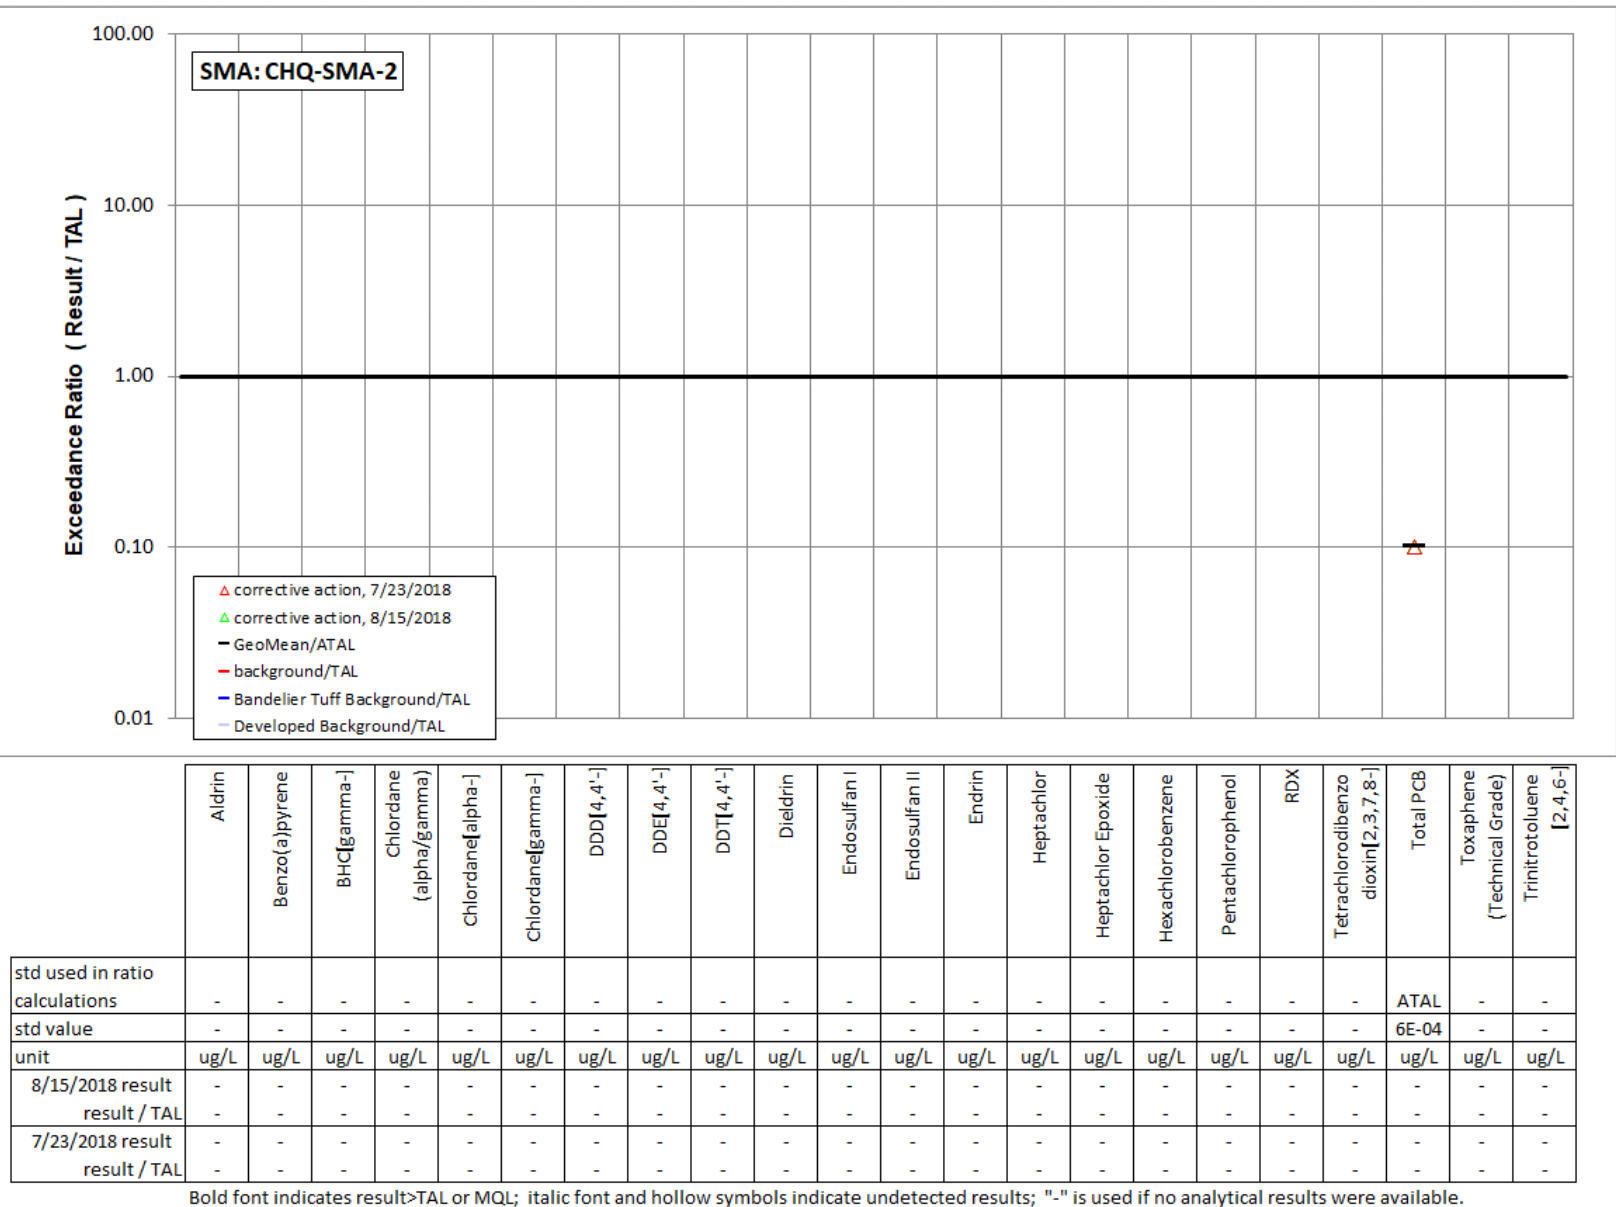 100.00
SMA: CHQ-SMA-2
10.00
Exceedance Ratio ( Result / TAL )
1.00
0.10
corrective action, 7/23/2018
corrective action, 8/15/2018
GeoMean/ATAL
background/TAL
Bandelier Tuff Background/TAL
Developed Background/TAL
0.01
Aldrin
Benzo(a)pyrene
BHC[gamma-]
Chlordane
(alpha/gamma)
Chlordane[alpha-]
Chlordane[gamma-]
DDD[4,4'-]
DDE[4,4'-]
DDT[4,4'-]
Dieldrin
Endosulfan I
Endosulfan II
Endrin
Heptachlor
Heptachlor Epoxide
Hexachlorobenzene
Pentachlorophenol
RDX
Tetrachlorodibenzo
dioxin[2,3,7,8-]
Total PCB
Toxaphene
(Technical Grade)
Trinitrotoluene
[2,4,6-]
std used in ratio
calculations - - - - - - - - - - - - - - - - - - - ATAL - -
std value - - - - - - - - - - - - - - - - - - - 6E-04 - -
unit ug/L ug/L ug/L ug/L ug/L ug/L ug/L ug/L ug/L ug/L ug/L ug/L ug/L ug/L ug/L ug/L ug/L ug/L ug/L ug/L ug/L ug/L
8/15/2018 result - - - - - - - - - - - - - - - - - - - - - -
result / TAL - - - - - - - - - - - - - - - - - - - - - -
7/23/2018 result - - - - - - - - - - - - - - - - - - - - - -
result / TAL - - - - - - - - - - - - - - - - - - - - - -
Bold font indicates result>TAL or MQL; italic font and hollow symbols indicate undetected results; "-" is used if no analytical results were available.